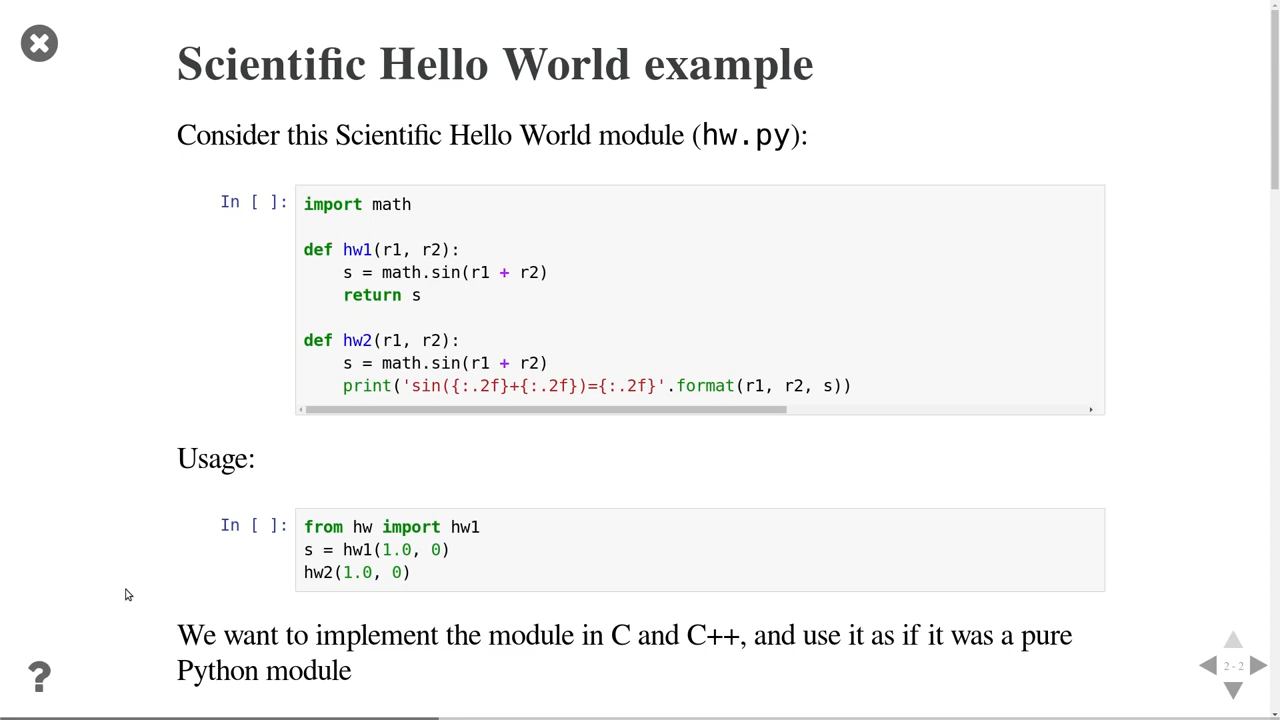 Scientific Hello World example
Consider this Scientific Hello World module (hw.py):
In [ ]:
import math
def hw1(r1, r2):
    s = math.sin(r1 + r2)
    return s
def hw2(r1, r2):
    s = math.sin(r1 + r2)
    print('sin({:.2f}+{:.2f})={:.2f}'.format(r1, r2, s))
Usage:
In [ ]:
from hw import hw1
s = hw1(1.0, 0)
hw2(1.0, 0)
We want to implement the module in C and C++, and use it as if it was a pure
Python module
?
2 - 2